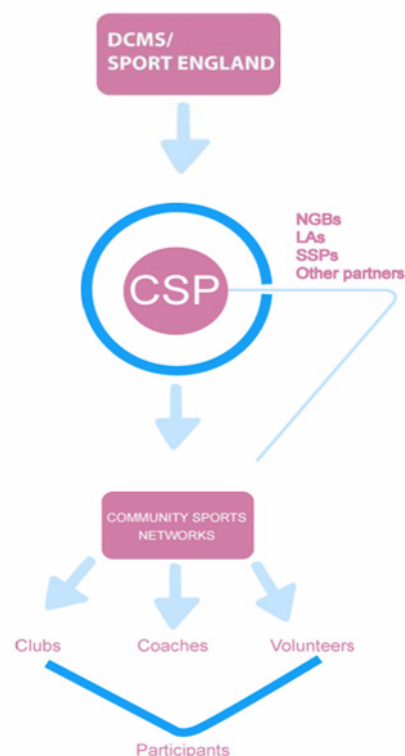 DCMS/
SPORT ENGLAND
NGBs
LAs
SSPs
Other partners
CSP
COMMUNITY SPORTS
NETWORKS
Clubs
Coaches
Volunteers
Participants